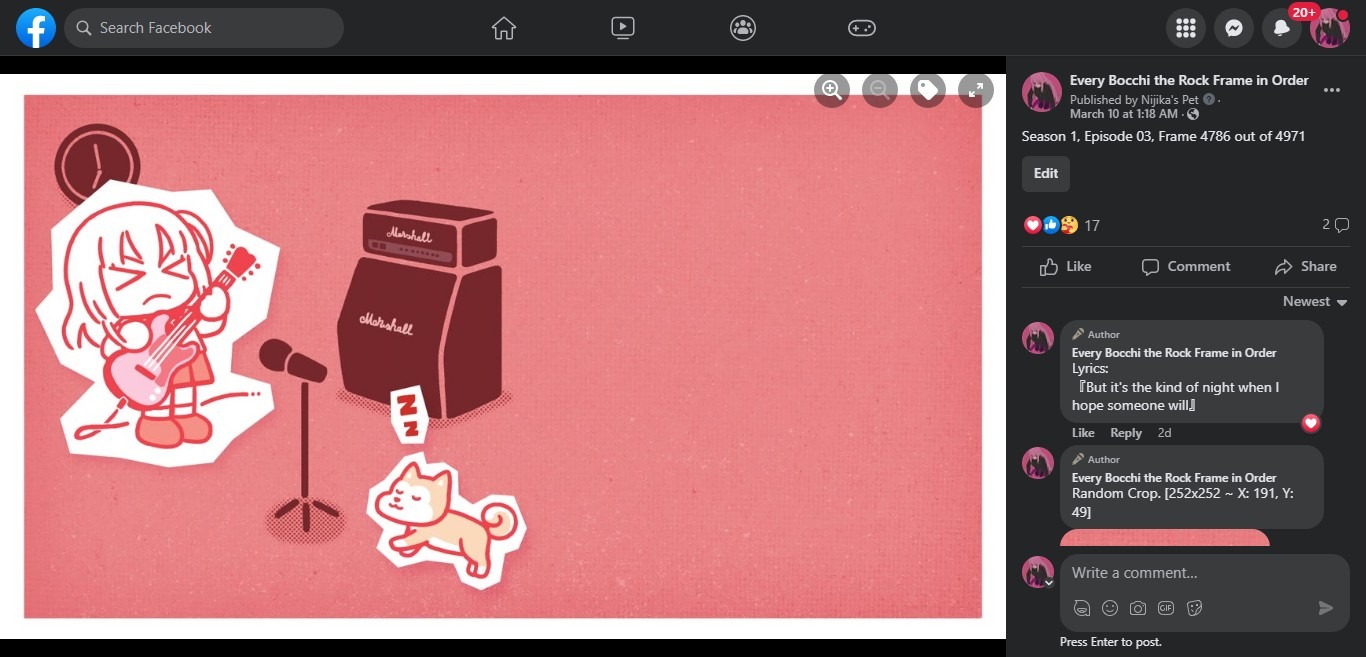 Search Facebook
20+
Marshall
Marshall
Z
Z
Every Bocchi the Rock Frame in Order
Published by Nijika's Pet ·
March 10 at 1:18 AM ·
Season 1, Episode 03, Frame 4786 out of 4971
Edit
17
2
Like
Comment
Share
Newest
Author
Every Bocchi the Rock Frame in Order
Lyrics:
『But it's the kind of night when I
hope someone will』
Like Reply 2d
Author
Every Bocchi the Rock Frame in Order
Random Crop. [252x252 ~ X: 191, Y:
49]
Write a comment...
GIF
Press Enter to post.